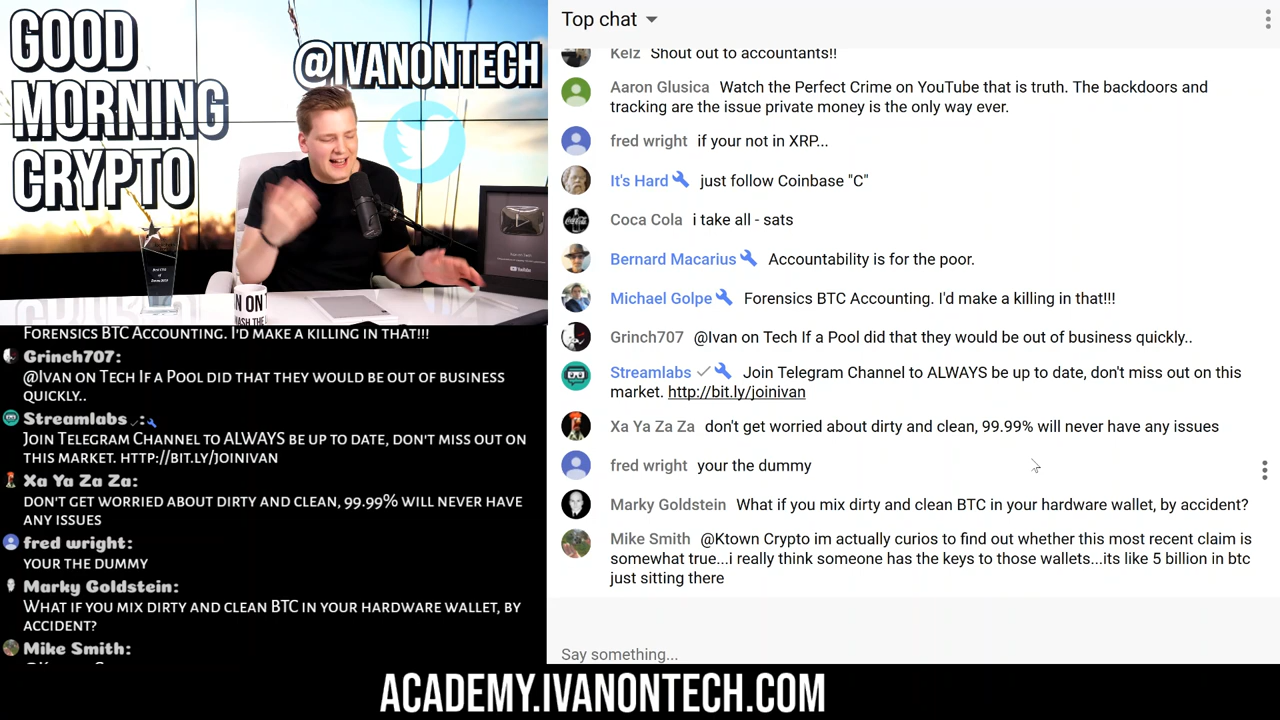 GOOD
MORNING
CRYPTO
@IVANONTECH
N ON
FORENSICS BTC ACCOUNTING. I'D MAKE A KILLING IN THAT!!!
Grinch707:
@IVAN ON TECH IF A POOL DID THAT THEY WOULD BE OUT OF BUSINESS
QUICKLY..
Streamlabs :
JOIN TELEGRAM CHANNEL TO ALWAYS BE UP TO DATE, DON'T MISS OUT ON
THIS MARKET. HTTP://BIT.LY/JOINIVAN
Xa Ya Za Za:
DON'T GET WORRIED ABOUT DIRTY AND CLEAN, 99.99% WILL NEVER HAVE
ANY ISSUES
fred wright:
YOUR THE DUMMY
Marky Goldstein:
WHAT IF YOU MIX DIRTY AND CLEAN BTC IN YOUR HARDWARE WALLET, BY
ACCIDENT?
Mike Smith:
Top chat
Kelz Shout out to accountants!!
Aaron Glusica Watch the Perfect Crime on YouTube that is truth. The backdoors and
tracking are the issue private money is the only way ever.
fred wright if your not in XRP...
It's Hard just follow Coinbase "C"
Coca Cola i take all - sats
Bernard Macarius Accountability is for the poor.
Michael Golpe Forensics BTC Accounting. I'd make a killing in that!!!
Grinch707 @Ivan on Tech If a Pool did that they would be out of business quickly..
Streamlabs Join Telegram Channel to ALWAYS be up to date, don't miss out on this
market. http://bit.ly/joinivan
Xa Ya Za Za don't get worried about dirty and clean, 99.99% will never have any issues
fred wright your the dummy
Marky Goldstein What if you mix dirty and clean BTC in your hardware wallet, by accident?
Mike Smith @Ktown Crypto im actually curios to find out whether this most recent claim is
somewhat true...i really think someone has the keys to those wallets...its like 5 billion in btc
just sitting there
Say something...
ACADEMY.IVANONTECH.COM